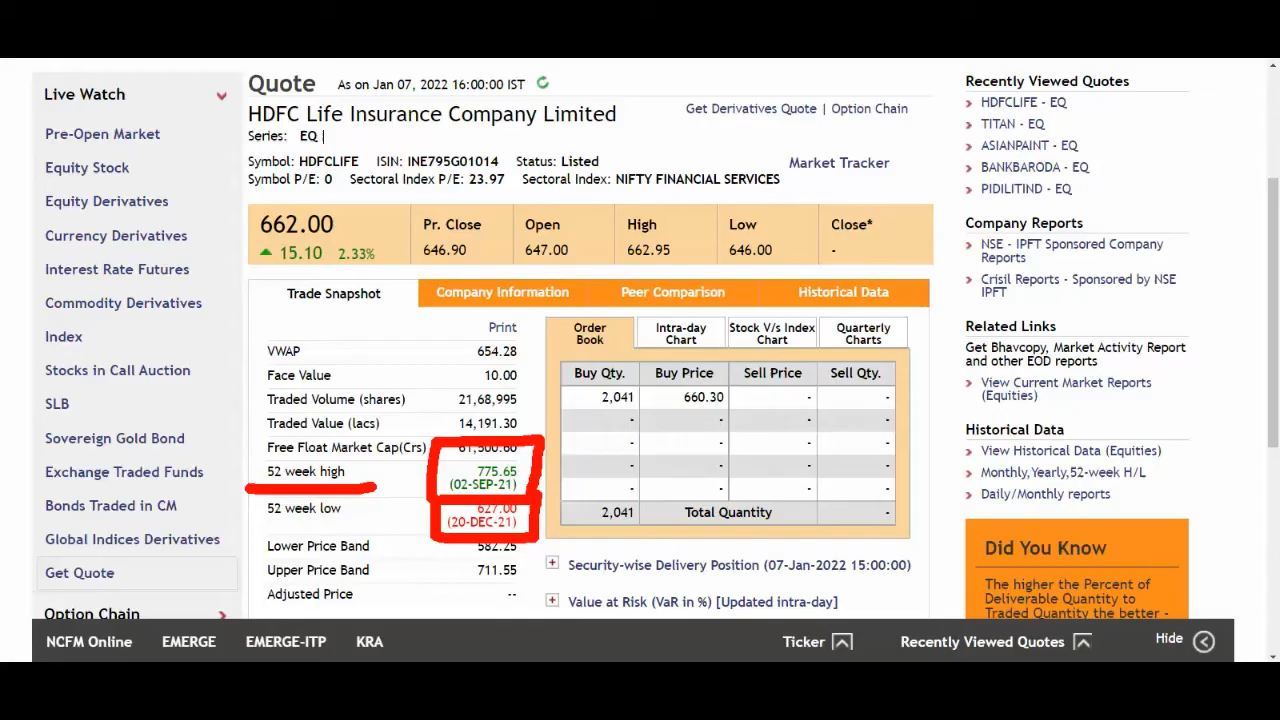 Live Watch
Pre-Open Market
Equity Stock
Equity Derivatives
Currency Derivatives
Interest Rate Futures
Commodity Derivatives
Index
Stocks in Call Auction
SLB
Sovereign Gold Bond
Exchange Traded Funds
Bonds Traded in CM
Global Indices Derivatives
Get Quote
Option Chain
Quote As on Jan 07, 2022 16:00:00 IST
HDFC Life Insurance Company Limited
Get Derivatives Quote | Option Chain
Series: EQ |
Symbol: HDFCLIFE ISIN: INE795G01014 Status: Listed
Market Tracker
Symbol P/E: 0 Sectoral Index P/E: 23.97 Sectoral Index: NIFTY FINANCIAL SERVICES
662.00 Pr. Close Open High Low Close*
15.10 2.33% 646.90 647.00 662.95 646.00 -
Trade Snapshot Company Information Peer Comparison Historical Data
Print
VWAP 654.28
Face Value 10.00
Traded Volume (shares) 21,68,995
Traded Value (lacs) 14,191.30
Free Float Market Cap(Crs) 61,500.60
52 week high 775.65
(02-SEP-21)
52 week low 627.00
(20-DEC-21)
Lower Price Band 582.25
Upper Price Band 711.55
Adjusted Price --
Order Intra-day Stock V/s Index Quarterly
Book Chart Chart Charts
Buy Qty. Buy Price Sell Price Sell Qty.
2,041 660.30 - -
- - - -
- - - -
- - - -
- - - -
2,041 Total Quantity -
Security-wise Delivery Position (07-Jan-2022 15:00:00)
Value at Risk (VaR in %) [Updated intra-day]
Recently Viewed Quotes
HDFCLIFE - EQ
TITAN - EQ
ASIANPAINT - EQ
BANKBARODA - EQ
PIDILITIND - EQ
Company Reports
NSE - IPFT Sponsored Company
Reports
Crisil Reports - Sponsored by NSE
IPFT
Related Links
Get Bhavcopy, Market Activity Report
and other EOD reports
View Current Market Reports
(Equities)
Historical Data
View Historical Data (Equities)
Monthly,Yearly,52-week H/L
Daily/Monthly reports
Did You Know
The higher the Percent of
Deliverable Quantity to
Traded Quantity the better -
NCFM Online EMERGE EMERGE-ITP KRA Ticker Recently Viewed Quotes Hide